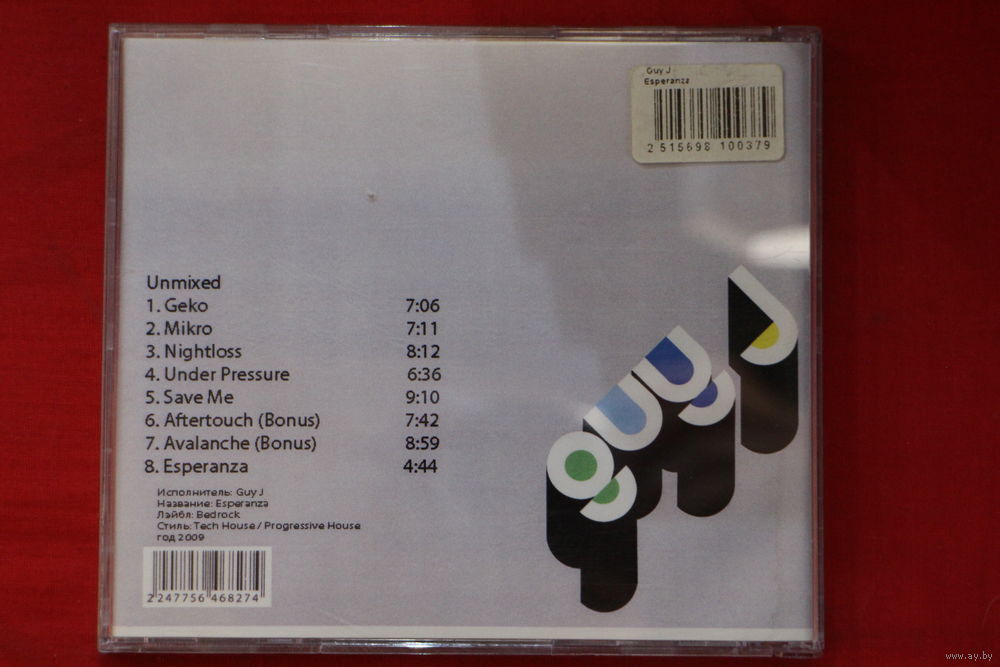 Guy J
Esperanza
2 515698 100379
Unmixed
1. Geko 7:06
2. Mikro 7:11
3. Nightloss 8:12
4. Under Pressure 6:36
5. Save Me 9:10
6. Aftertouch (Bonus) 7:42
7. Avalanche (Bonus) 8:59
8. Esperanza 4:44
Исполнитель: Guy J
Название: Esperanza
Лэйбл: Bedrock
Стиль: Tech House / Progressive House
год 2009
2 247756 468274
guy J
www.ay.by